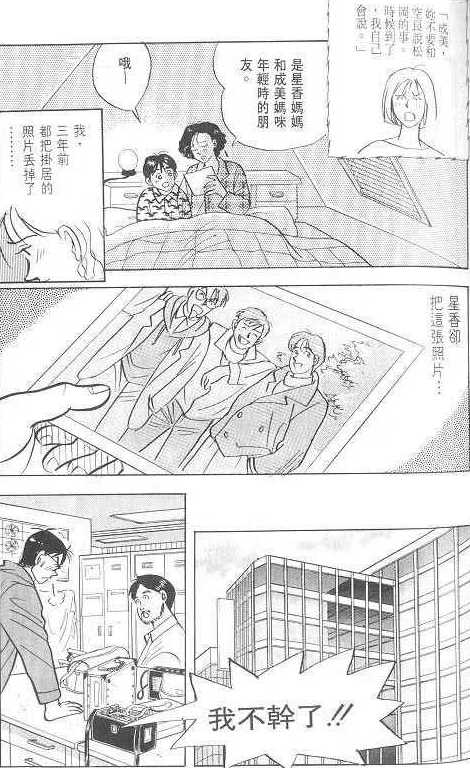 「成美，
妳不要和
空良說松
岡的事。
時候到了
，我自己
會說。」
是星香媽媽
和成美媽咪
年輕時的朋
友。
哦
我，
三年前
都把掛居的
照片丟掉了
………
星香卻
把這張照片…
我不幹了!!